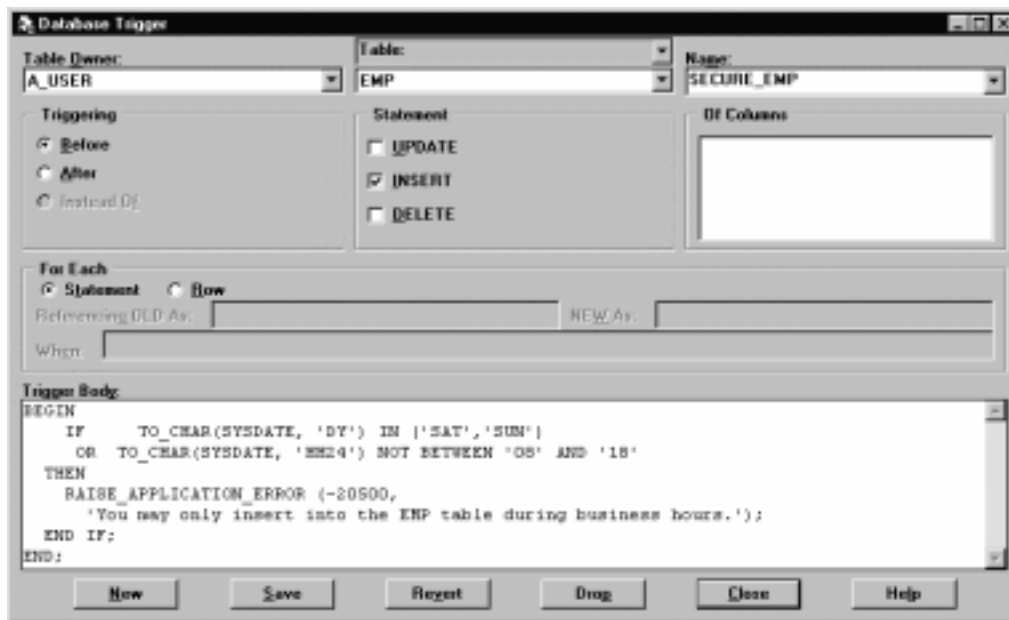 Database Trigger
Table Owner: Table: Name:
A_USER EMP SECURE_EMP
Triggering Statement Of Columns
Before UPDATE
After INSERT
Instead Of DELETE
For Each
Statement Row
Referencing OLD As: NEW As:
When:
Trigger Body:
BEGIN
IF TO_CHAR(SYSDATE, 'DY') IN ('SAT','SUN')
OR TO_CHAR(SYSDATE, 'HH24') NOT BETWEEN '08' AND '18'
THEN
RAISE_APPLICATION_ERROR (-20500,
'You may only insert into the EMP table during business hours.');
END IF;
END;
New Save Revert Drop Close Help